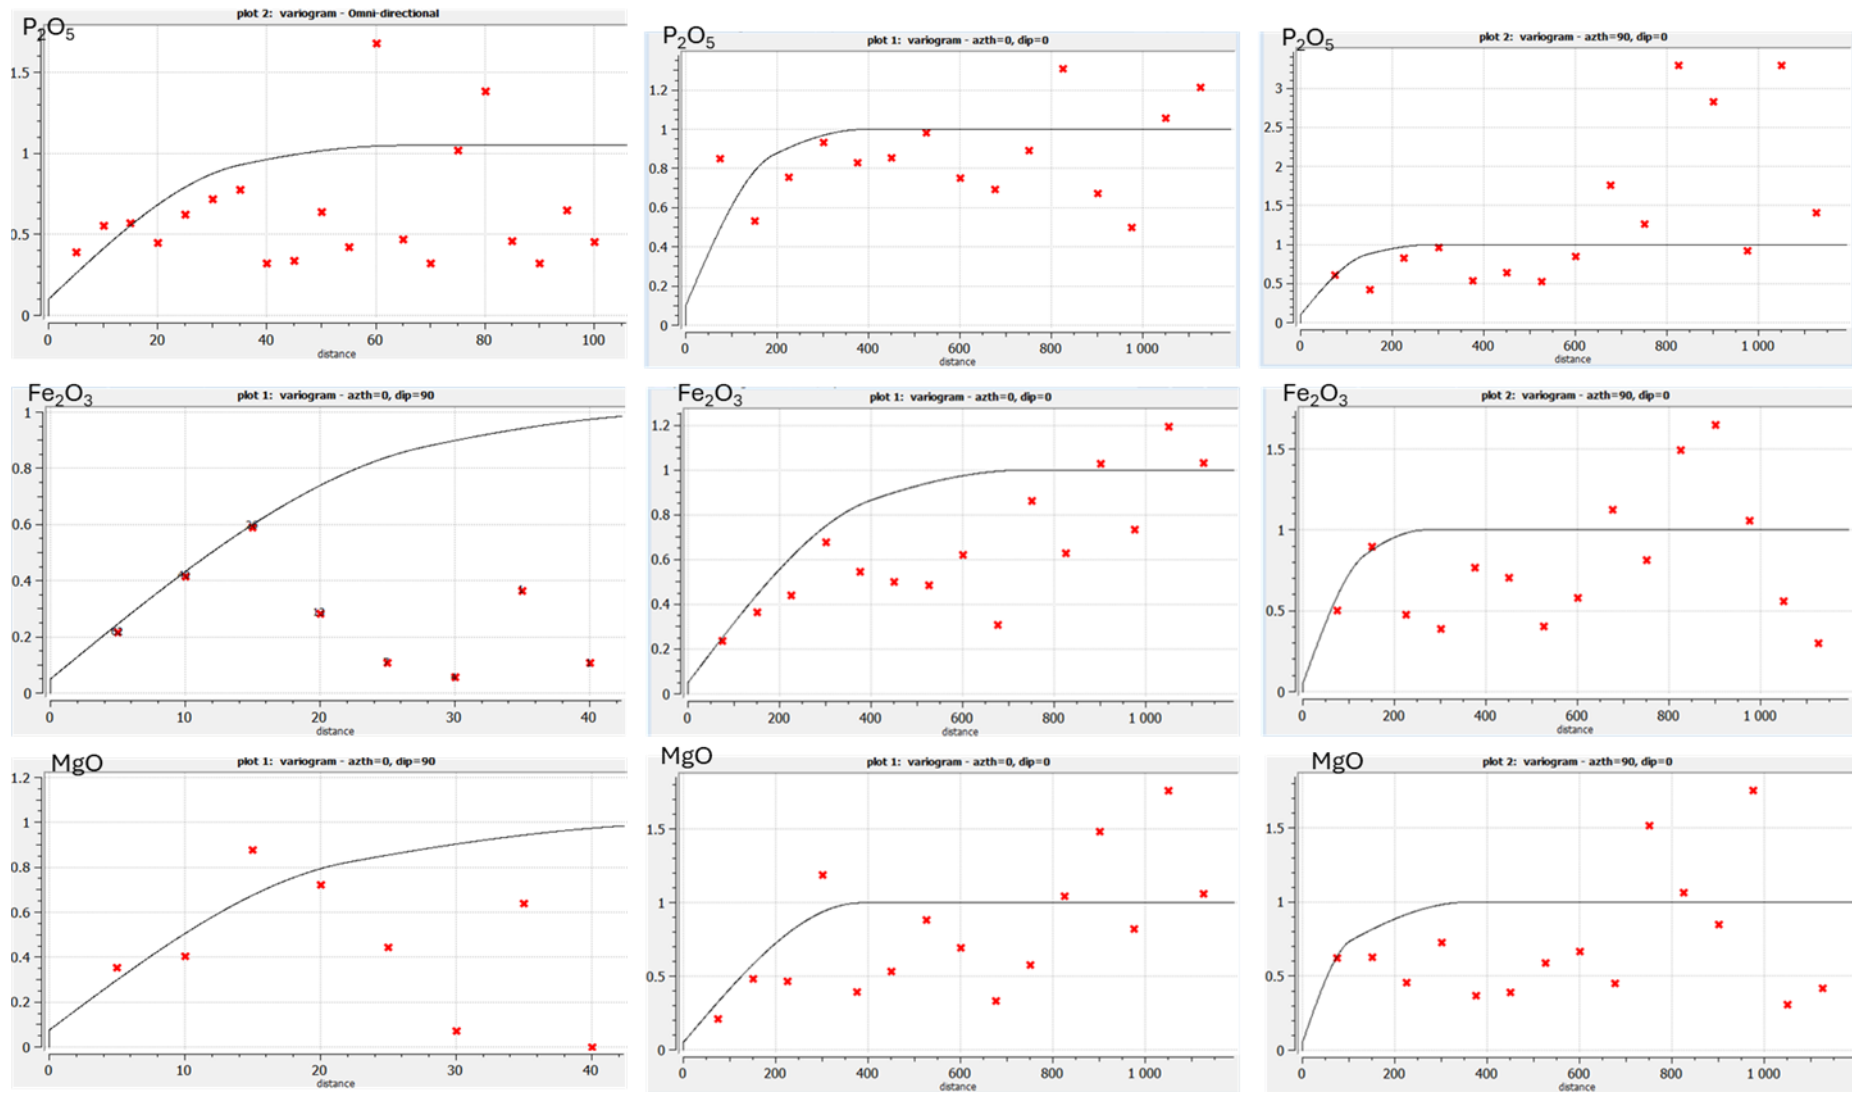 P₂O₅
plot 2: variogram - Omni-directional
1.5
1
0.5
0
0 20 40 60 80 100
distance
P₂O₅
plot 1: variogram - azth=0, dip=0
1.2
1
0.8
0.6
0.4
0.2
0
0 200 400 600 800 1 000
distance
P₂O₅
plot 2: variogram - azth=90, dip=0
3
2.5
2
1.5
1
0.5
0
0 200 400 600 800 1 000
distance
Fe₂O₃
plot 1: variogram - azth=0, dip=90
1
0.8
0.6
0.4
0.2
0
0 10 20 30 40
distance
Fe₂O₃
plot 1: variogram - azth=0, dip=0
1.2
1
0.8
0.6
0.4
0.2
0
0 200 400 600 800 1 000
distance
Fe₂O₃
plot 2: variogram - azth=90, dip=0
1.5
1
0.5
0
0 200 400 600 800 1 000
distance
MgO
plot 1: variogram - azth=0, dip=90
1.2
1
0.8
0.6
0.4
0.2
0
0 10 20 30 40
distance
MgO
plot 1: variogram - azth=0, dip=0
1.5
1
0.5
0
0 200 400 600 800 1 000
distance
MgO
plot 2: variogram - azth=90, dip=0
1.5
1
0.5
0
0 200 400 600 800 1 000
distance